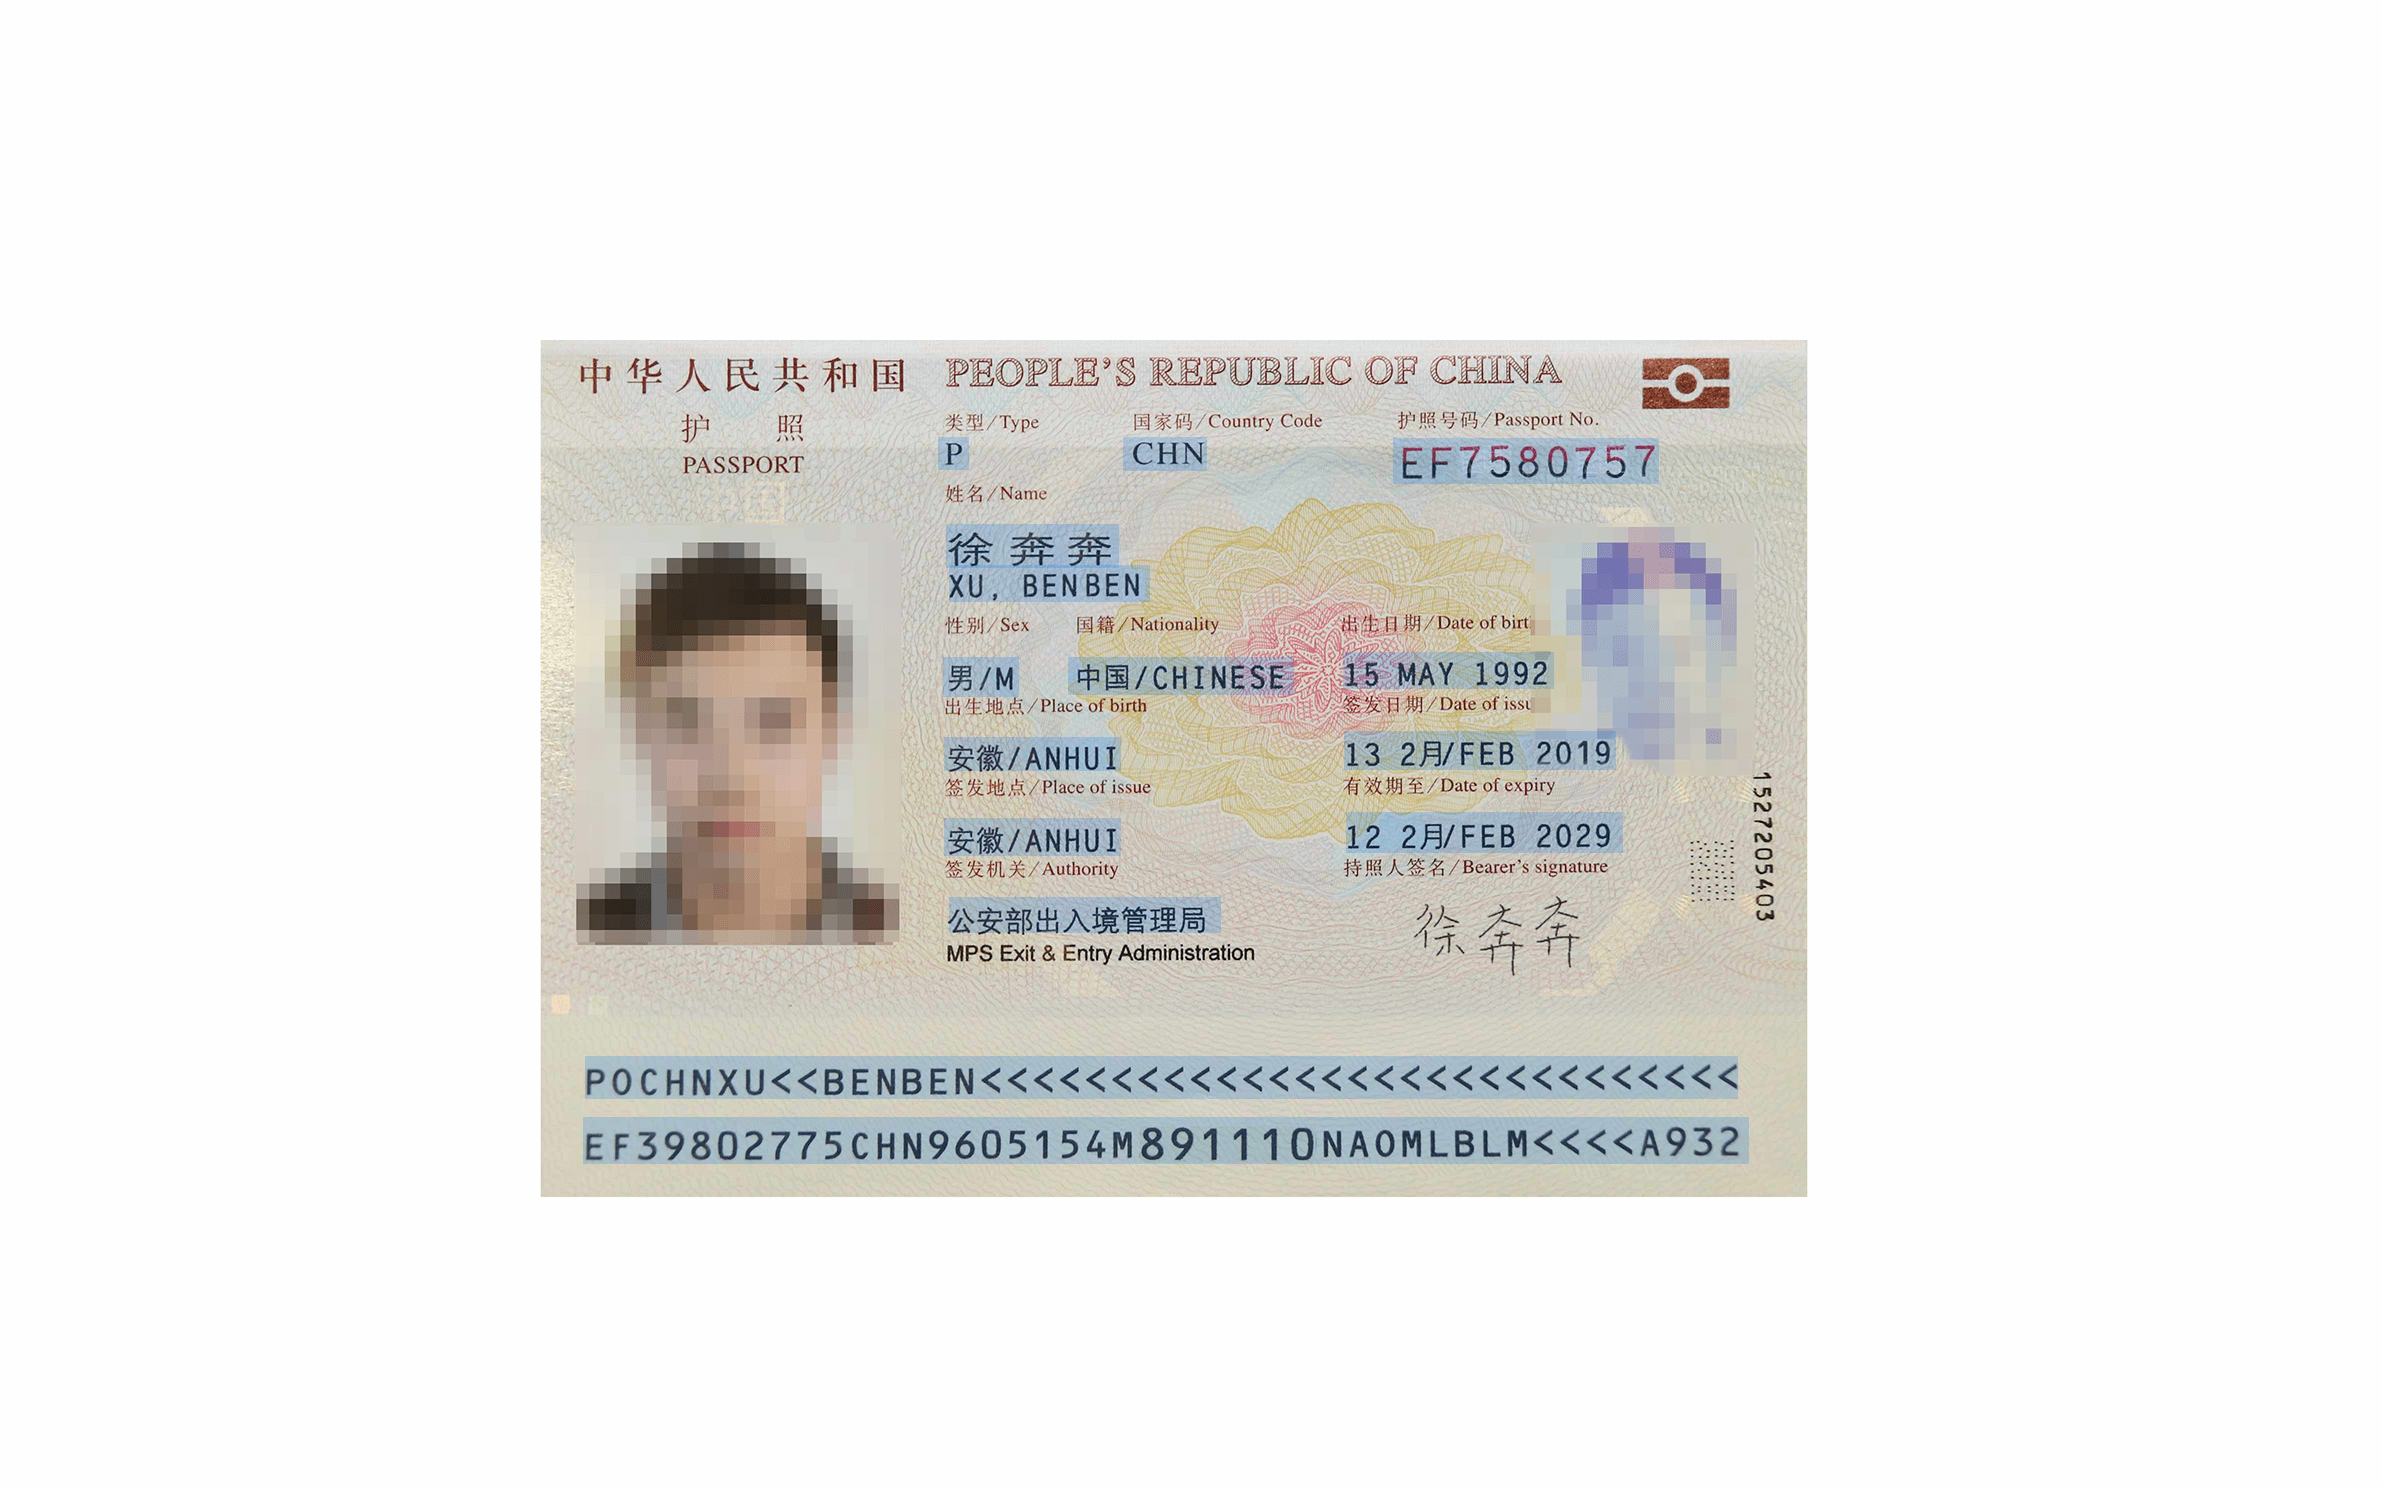 中华人民共和国 PEOPLE'S REPUBLIC OF CHINA
护 照
PASSPORT
类型/Type 国家码/Country Code 护照号码/Passport No.
P CHN EF7580757
姓名/Name
徐奔奔
XU, BENBEN
性别/Sex 国籍/Nationality 出生日期/Date of birt
男/M 中国/CHINESE 15 MAY 1992
出生地点/Place of birth 签发日期/Date of issu
安徽/ANHUI 13 2月/FEB 2019
签发地点/Place of issue 有效期至/Date of expiry
安徽/ANHUI 12 2月/FEB 2029
签发机关/Authority 持照人签名/Bearer's signature
公安部出入境管理局 徐奔奔
MPS Exit & Entry Administration
1527205403
POCHNXU<<BENBEN<<<<<<<<<<<<<<<<<<<<<<<<<<<<<
EF39802775CHN9605154M891110NAOMLBLM<<<<A932